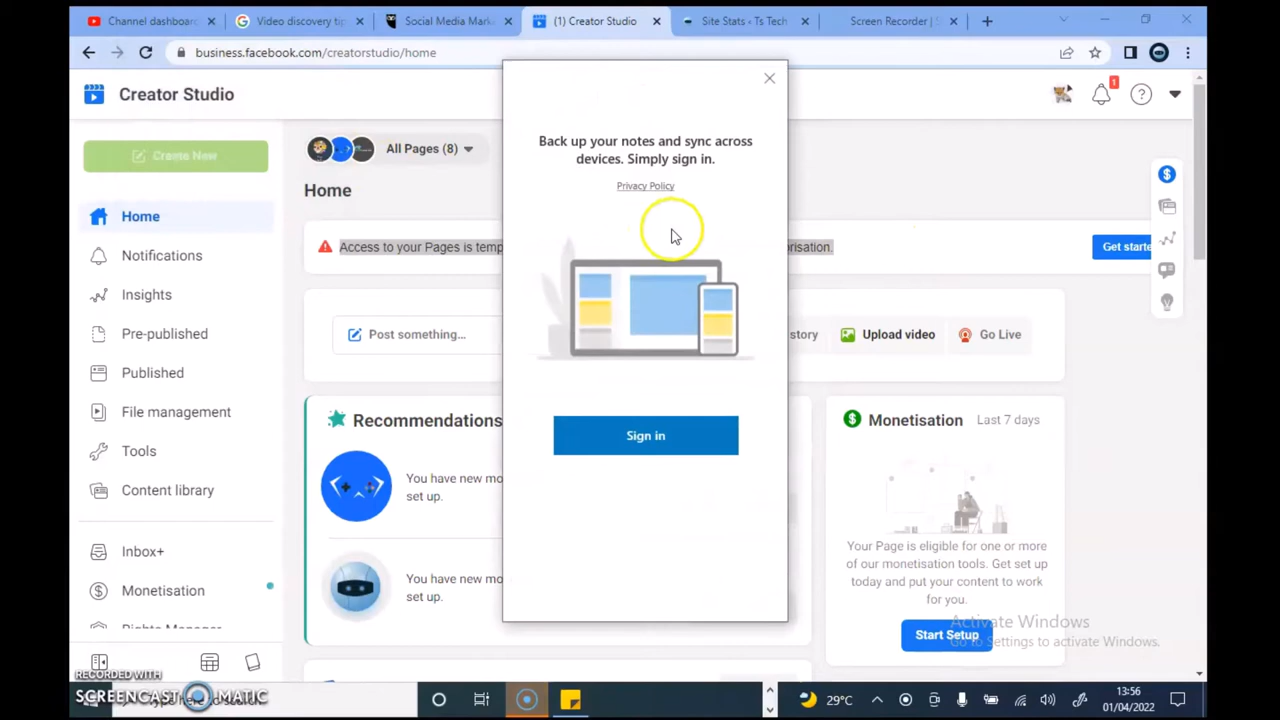 Channel dashboar
Video discovery tip
Social Media Mark
(1) Creator Studio
Site Stats ‹ Ts Tech
Screen Recorder | S
business.facebook.com/creatorstudio/home
Creator Studio
1
Create New
Home
Notifications
Insights
Pre-published
Published
File management
Tools
Content library
Inbox+
Monetisation
All Pages (8)
Home
Access to your Pages is temp
risation.
Get starte
Post something...
story
Upload video
Go Live
Recommendations
You have new mo
set up.
You have new mo
set up.
Back up your notes and sync across
devices. Simply sign in.
Privacy Policy
Sign in
Monetisation
Last 7 days
Your Page is eligible for one or more
of our monetisation tools. Get set up
today and put your content to work
for you.
Start Setup
Activate Windows
Go to Settings to activate Windows.
RECORDED WITH
SCREENCAST MATIC
29°C
13:56
01/04/2022